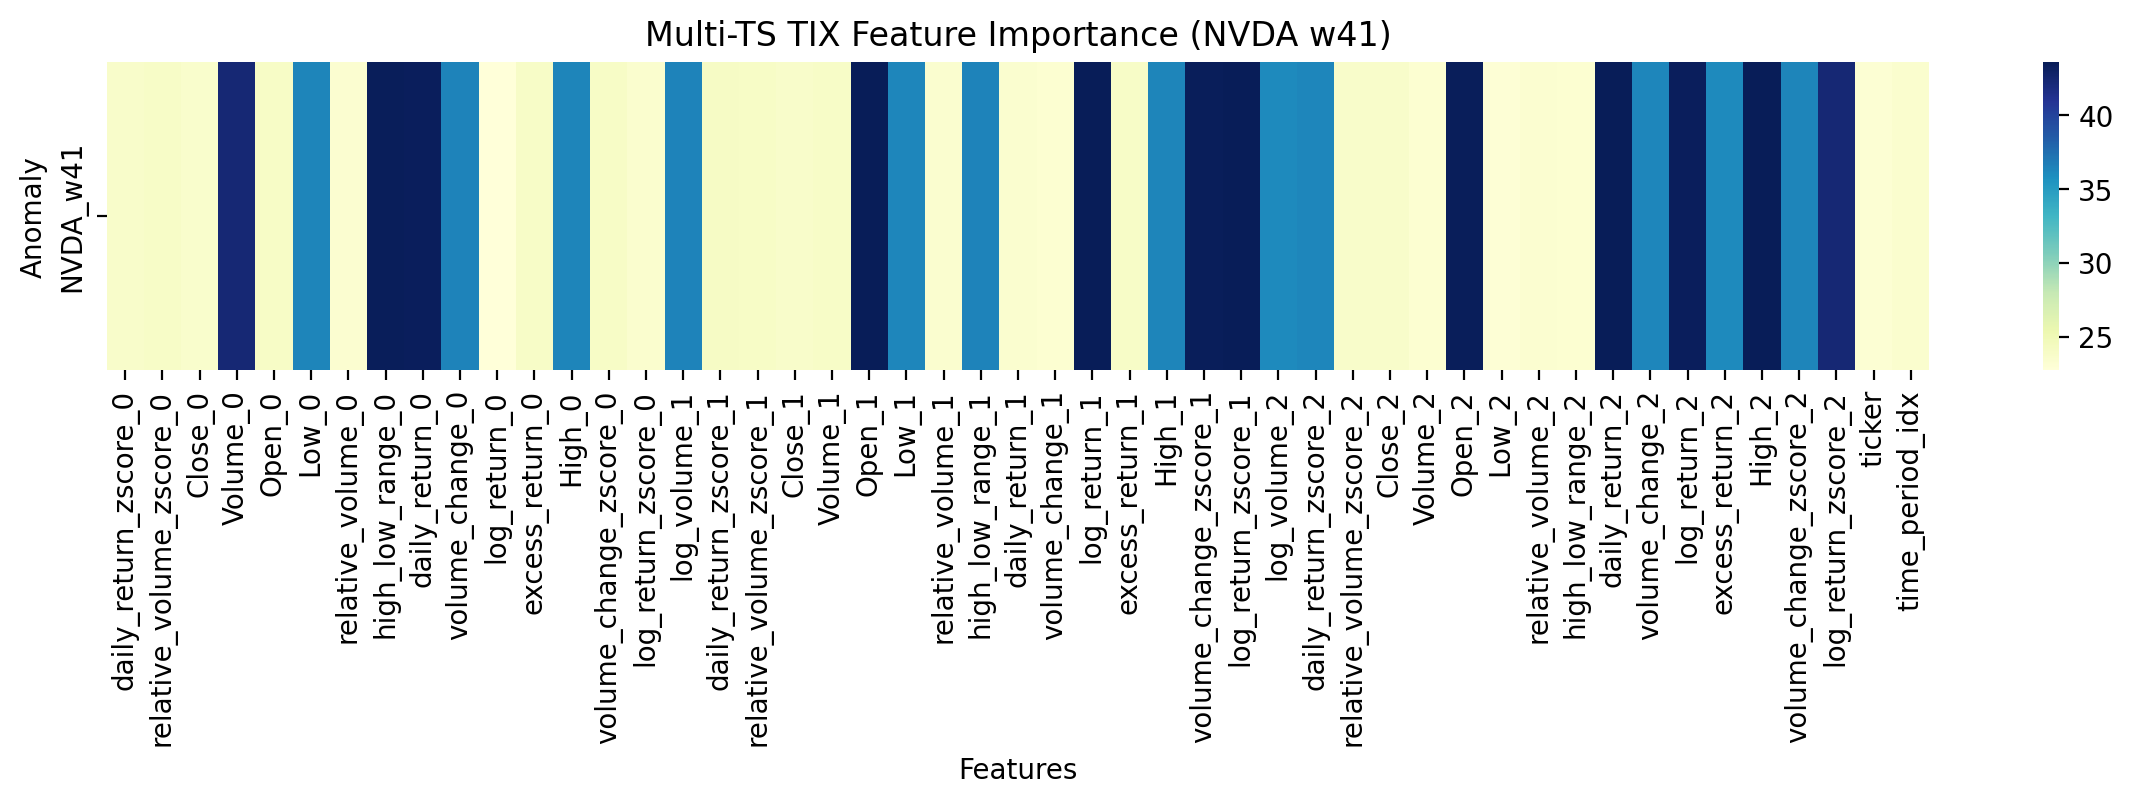 Multi-TS TIX Feature Importance (NVDA w41)
Anomaly
NVDA_w41
40
35
30
25
daily_return_zscore_0
relative_volume_zscore_0
Close_0
Volume_0
Open_0
Low_0
relative_volume_0
high_low_range_0
daily_return_0
volume_change_0
log_return_0
excess_return_0
High_0
volume_change_zscore_0
log_return_zscore_0
log_volume_1
daily_return_zscore_1
relative_volume_zscore_1
Close_1
Volume_1
Open_1
Low_1
relative_volume_1
high_low_range_1
daily_return_1
volume_change_1
log_return_1
excess_return_1
High_1
volume_change_zscore_1
log_return_zscore_1
log_volume_2
daily_return_zscore_2
relative_volume_zscore_2
Close_2
Volume_2
Open_2
Low_2
relative_volume_2
high_low_range_2
daily_return_2
volume_change_2
log_return_2
excess_return_2
High_2
volume_change_zscore_2
log_return_zscore_2
ticker
time_period_idx
Features